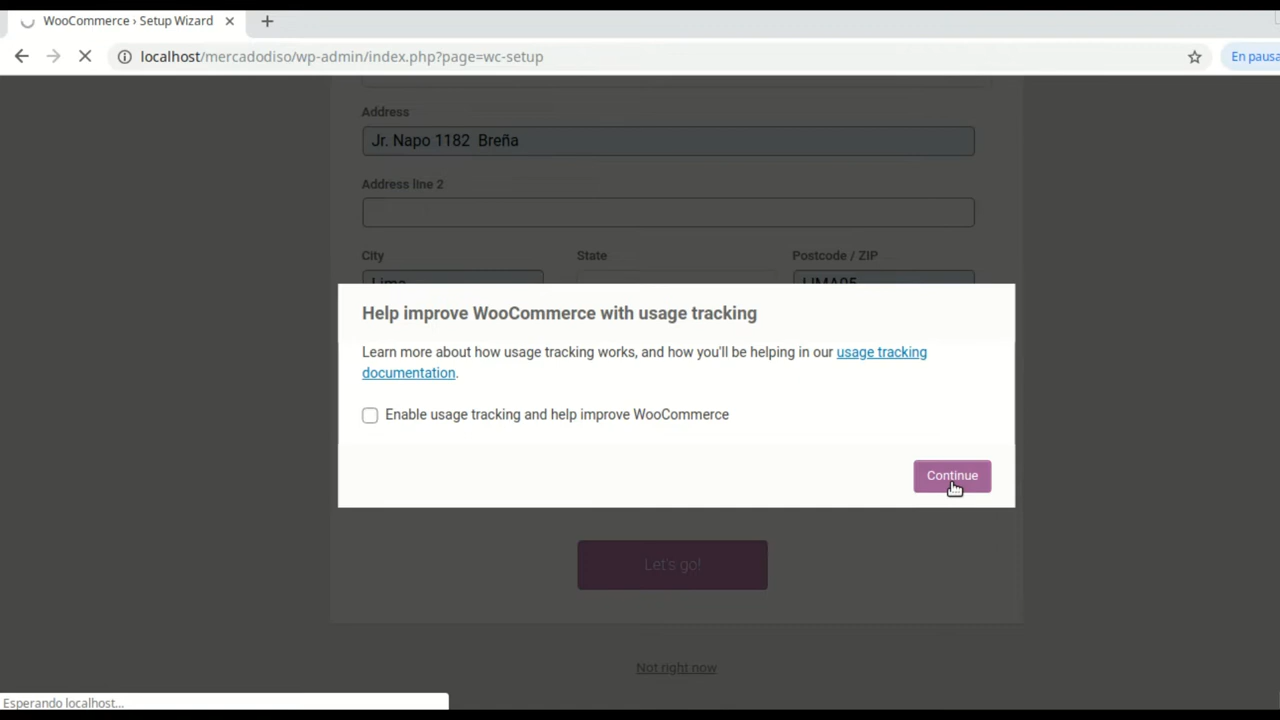 WooCommerce › Setup Wizard
localhost/mercadodiso/wp-admin/index.php?page=wc-setup
En pausa
Address
Jr. Napo 1182  Breña
Address line 2
City State Postcode / ZIP
Lima LIMA05
Help improve WooCommerce with usage tracking
Learn more about how usage tracking works, and how you'll be helping in our usage tracking
documentation.
Enable usage tracking and help improve WooCommerce
Continue
Let's go!
Not right now
Esperando localhost...